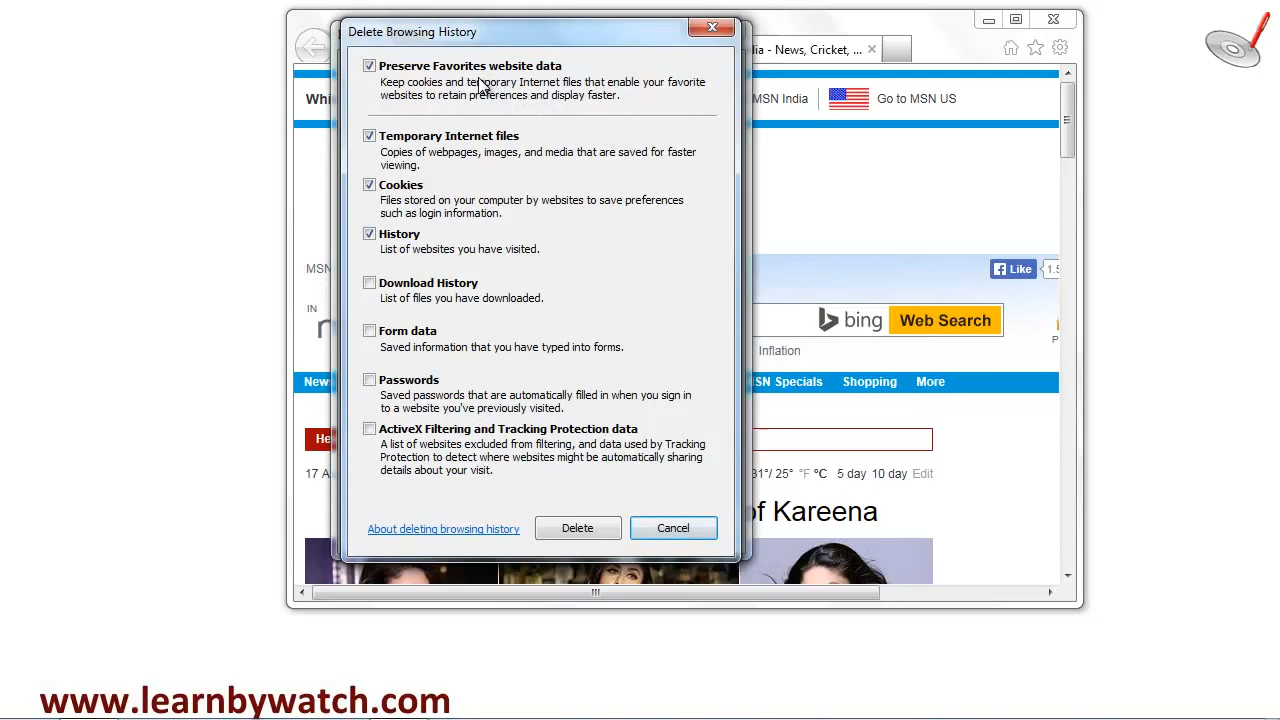 Delete Browsing History
Preserve Favorites website data
Keep cookies and temporary Internet files that enable your favorite
websites to retain preferences and display faster.
Temporary Internet files
Copies of webpages, images, and media that are saved for faster
viewing.
Cookies
Files stored on your computer by websites to save preferences
such as login information.
History
List of websites you have visited.
Download History
List of files you have downloaded.
Form data
Saved information that you have typed into forms.
Passwords
Saved passwords that are automatically filled in when you sign in
to a website you've previously visited.
ActiveX Filtering and Tracking Protection data
A list of websites excluded from filtering, and data used by Tracking
Protection to detect where websites might be automatically sharing
details about your visit.
About deleting browsing history
Delete
Cancel
lia - News, Cricket, ...
MSN India
Go to MSN US
MSN
Like
IN
bing
Web Search
Inflation
News
MSN Specials
Shopping
More
17 A
31°/ 25° °F °C 5 day 10 day Edit
of Kareena
www.learnbywatch.com